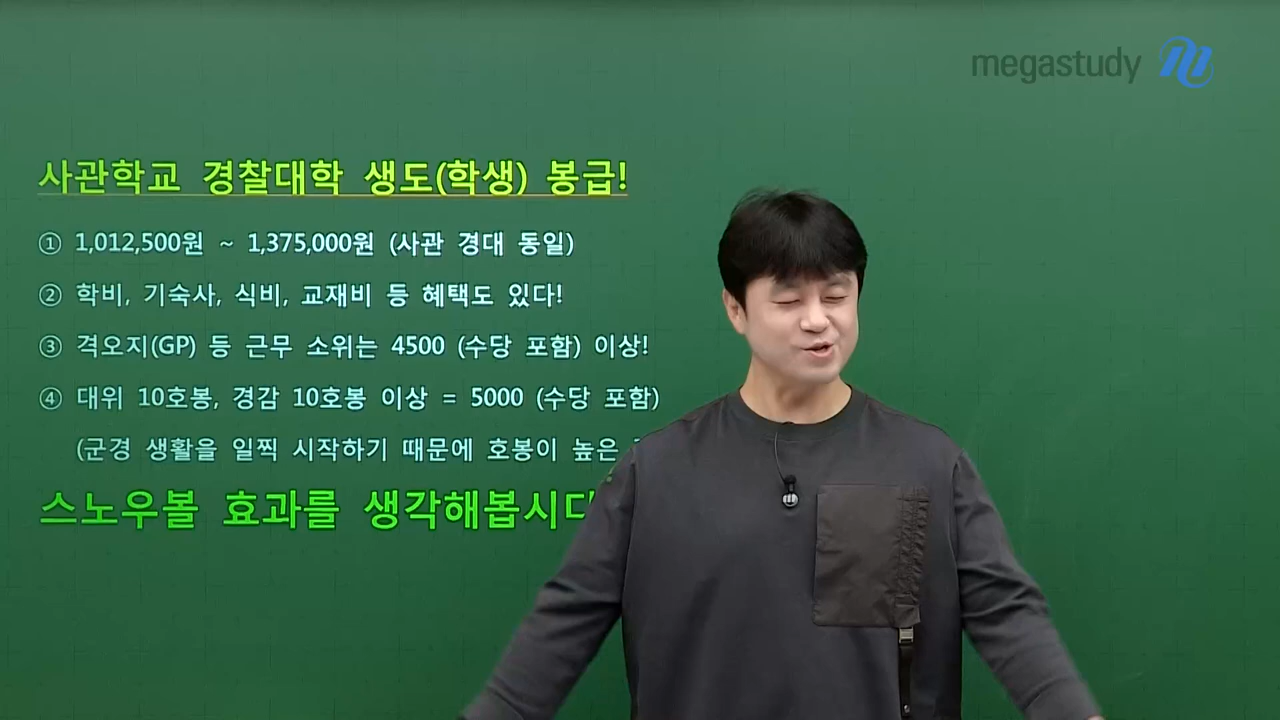 megastudy
사관학교 경찰대학 생도(학생) 봉급!
① 1,012,500원 ~ 1,375,000원 (사관 경대 동일)
② 학비, 기숙사, 식비, 교재비 등 혜택도 있다!
③ 격오지(GP) 등 근무 소위는 4500 (수당 포함) 이상!
④ 대위 10호봉, 경감 10호봉 이상 = 5000 (수당 포함)
(군경 생활을 일찍 시작하기 때문에 호봉이 높은
스노우볼 효과를 생각해봅시다